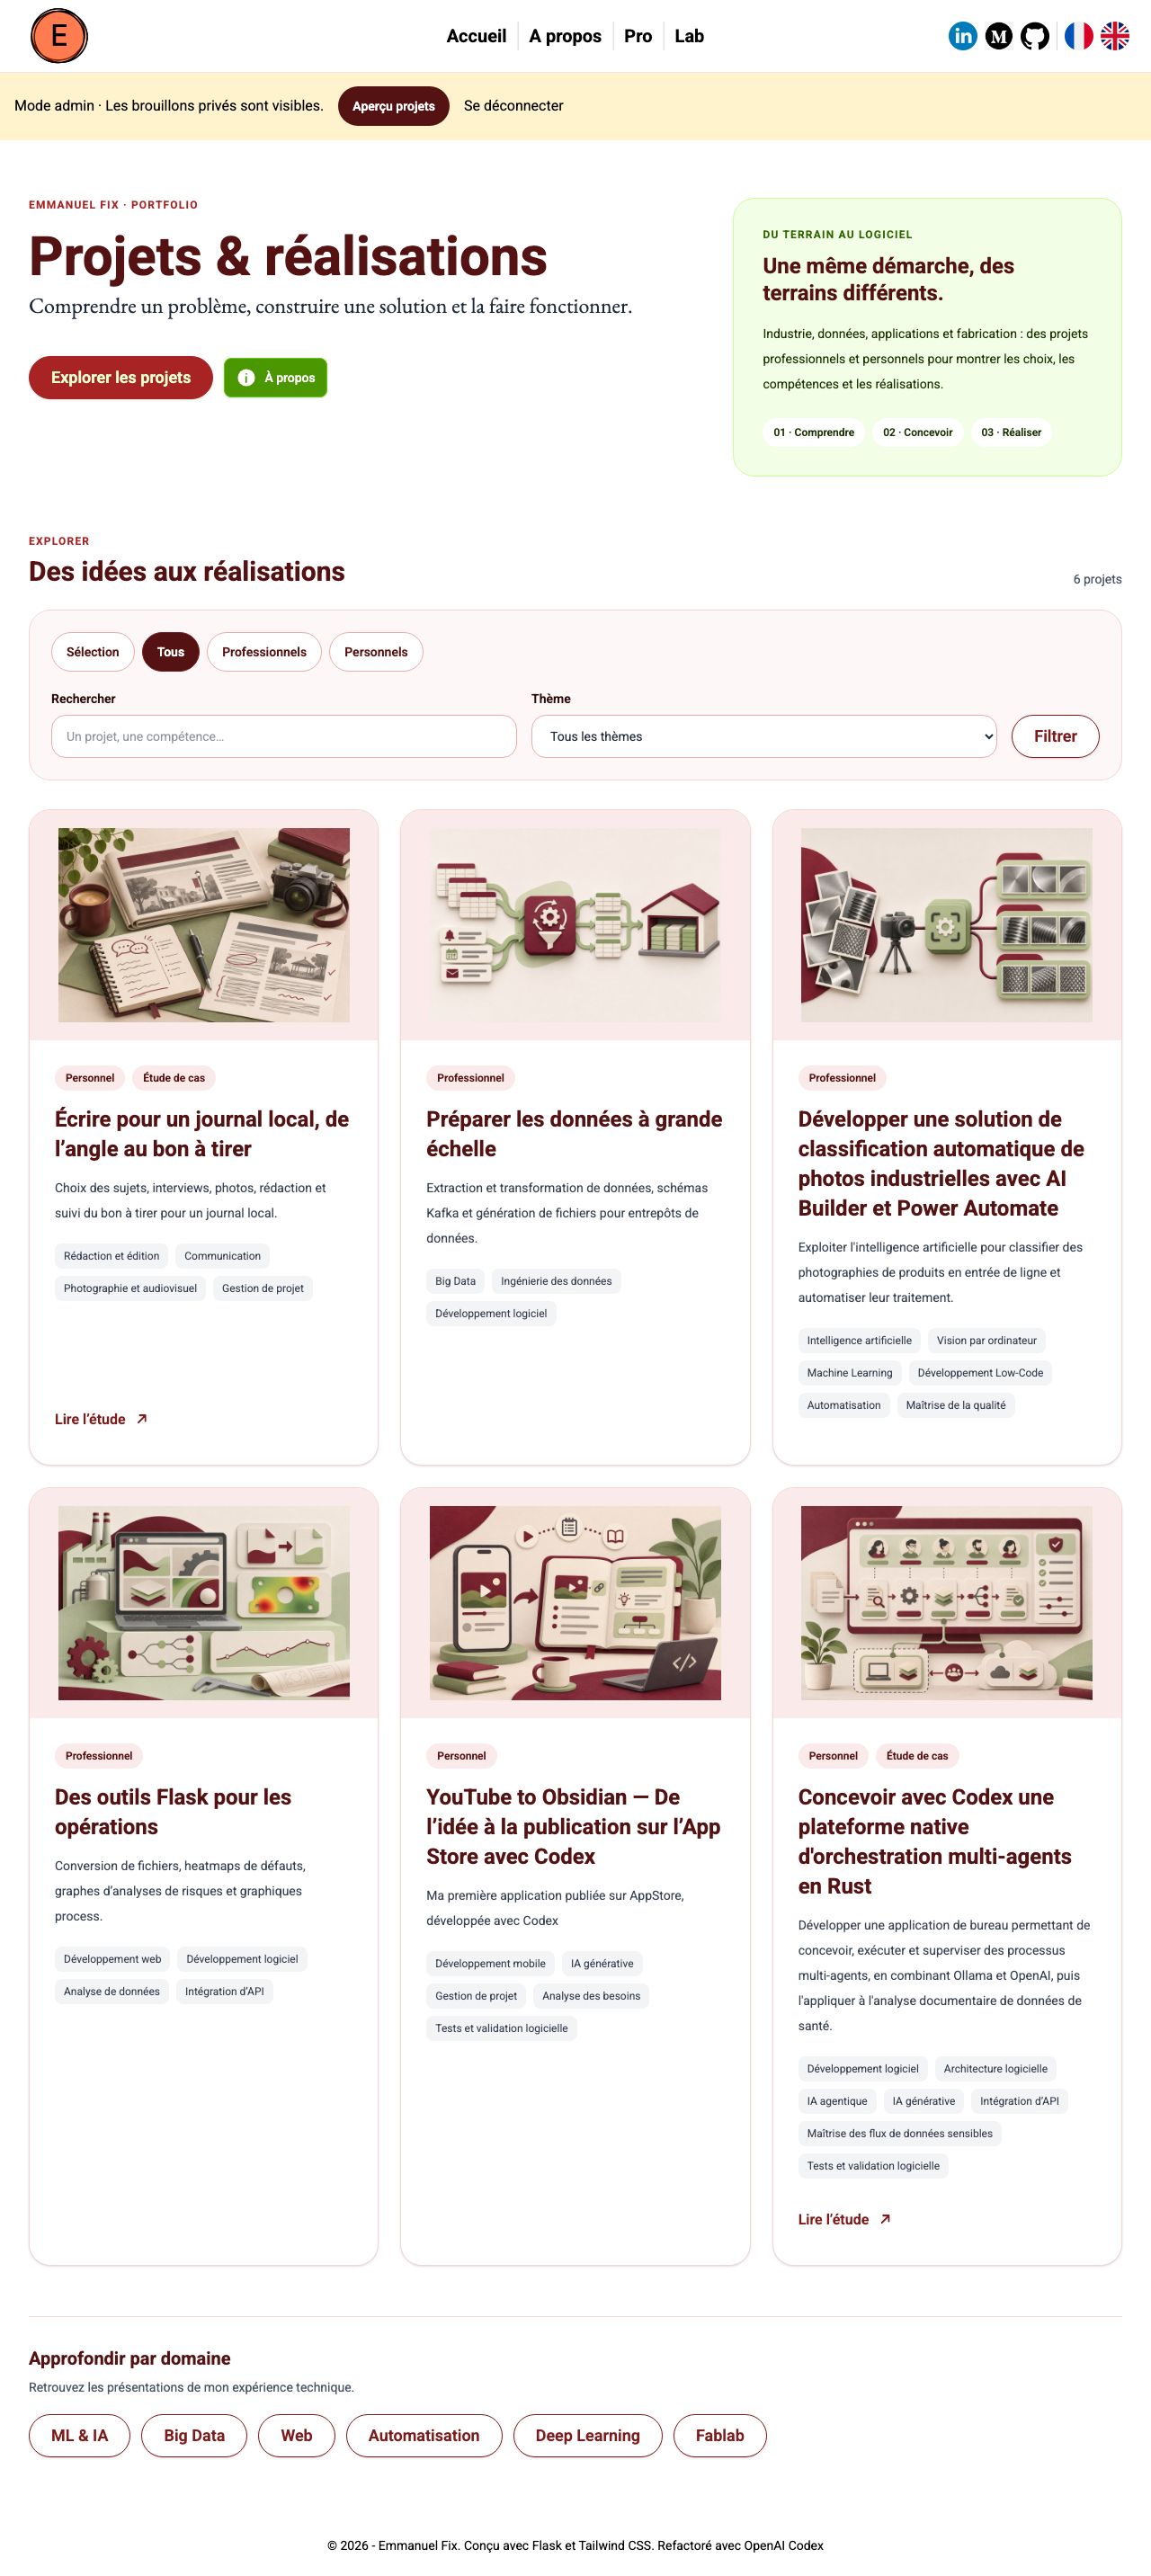 E
Accueil
A propos
Pro
Lab
in
M
Mode admin · Les brouillons privés sont visibles.
Aperçu projets
Se déconnecter
EMMANUEL FIX · PORTFOLIO
Projets & réalisations
Comprendre un problème, construire une solution et la faire fonctionner.
Explorer les projets
À propos
DU TERRAIN AU LOGICIEL
Une même démarche, des
terrains différents.
Industrie, données, applications et fabrication : des projets
professionnels et personnels pour montrer les choix, les
compétences et les réalisations.
01 · Comprendre
02 · Concevoir
03 · Réaliser
EXPLORER
Des idées aux réalisations
6 projets
Sélection
Tous
Professionnels
Personnels
Rechercher
Un projet, une compétence…
Thème
Tous les thèmes
Filtrer
Personnel
Étude de cas
Écrire pour un journal local, de
l’angle au bon à tirer
Choix des sujets, interviews, photos, rédaction et
suivi du bon à tirer pour un journal local.
Rédaction et édition
Communication
Photographie et audiovisuel
Gestion de projet
Lire l’étude
Professionnel
Préparer les données à grande
échelle
Extraction et transformation de données, schémas
Kafka et génération de fichiers pour entrepôts de
données.
Big Data
Ingénierie des données
Développement logiciel
Professionnel
Développer une solution de
classification automatique de
photos industrielles avec AI
Builder et Power Automate
Exploiter l'intelligence artificielle pour classifier des
photographies de produits en entrée de ligne et
automatiser leur traitement.
Intelligence artificielle
Vision par ordinateur
Machine Learning
Développement Low-Code
Automatisation
Maîtrise de la qualité
Professionnel
Des outils Flask pour les
opérations
Conversion de fichiers, heatmaps de défauts,
graphes d’analyses de risques et graphiques
process.
Développement web
Développement logiciel
Analyse de données
Intégration d’API
</>
Personnel
YouTube to Obsidian — De
l’idée à la publication sur l’App
Store avec Codex
Ma première application publiée sur AppStore,
développée avec Codex
Développement mobile
IA générative
Gestion de projet
Analyse des besoins
Tests et validation logicielle
Personnel
Étude de cas
Concevoir avec Codex une
plateforme native
d'orchestration multi-agents
en Rust
Développer une application de bureau permettant de
concevoir, exécuter et superviser des processus
multi-agents, en combinant Ollama et OpenAI, puis
l'appliquer à l'analyse documentaire de données de
santé.
Développement logiciel
Architecture logicielle
IA agentique
IA générative
Intégration d’API
Maîtrise des flux de données sensibles
Tests et validation logicielle
Lire l’étude
Approfondir par domaine
Retrouvez les présentations de mon expérience technique.
ML & IA
Big Data
Web
Automatisation
Deep Learning
Fablab
© 2026 - Emmanuel Fix. Conçu avec Flask et Tailwind CSS. Refactoré avec OpenAI Codex